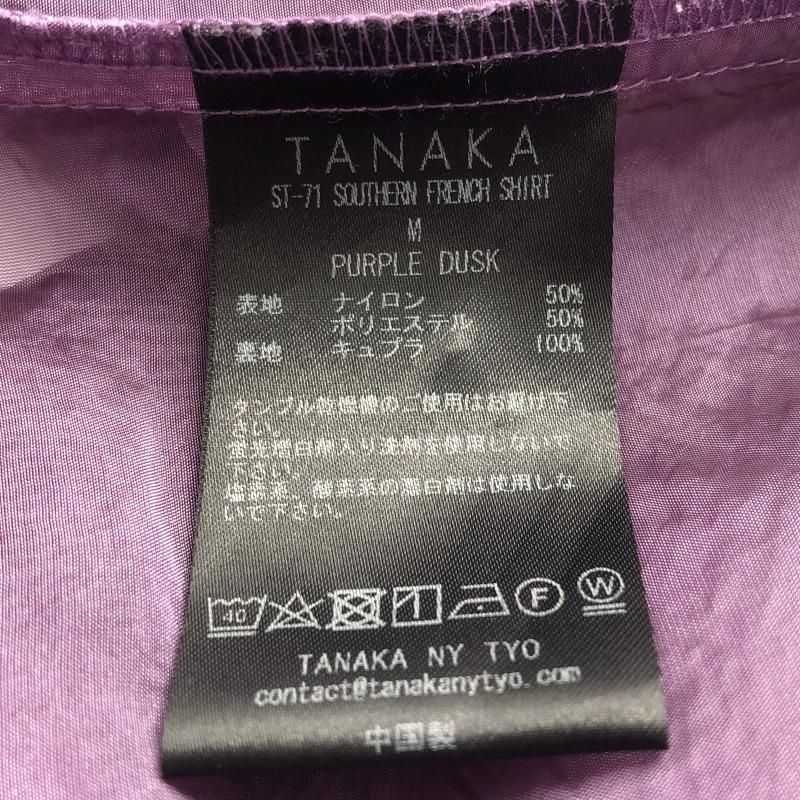 TANAKA
ST-71 SOUTHERN FRENCH SHIRT
M
PURPLE DUSK
表地 ナイロン 50%
ポリエステル 50%
裏地 キュプラ 100%
タンブル乾燥機のご使用はお避け下
さい。
蛍光増白剤入り洗剤を使用しないで
下さい。
塩素系、酸素系の漂白剤は使用しな
いで下さい。
40 F W
TANAKA NY TYO
contact@tanakanytyo.com
中国製